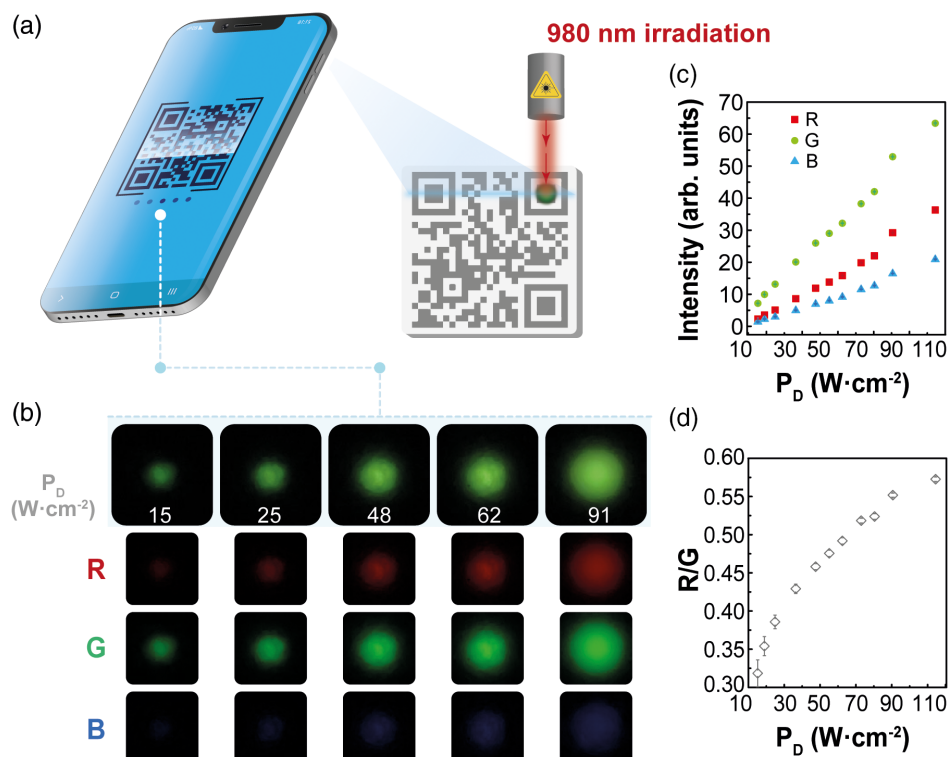 (a)
980 nm irradiation
(b)
P_D
(W·cm⁻²)
15 25 48 62 91
R
G
B
(c)
Intensity (arb. units)
70
60
50
40
30
20
10
0
R
G
B
10 30 50 70 90 110
P_D (W·cm⁻²)
(d)
R/G
0.60
0.55
0.50
0.45
0.40
0.35
0.30
10 30 50 70 90 110
P_D (W·cm⁻²)